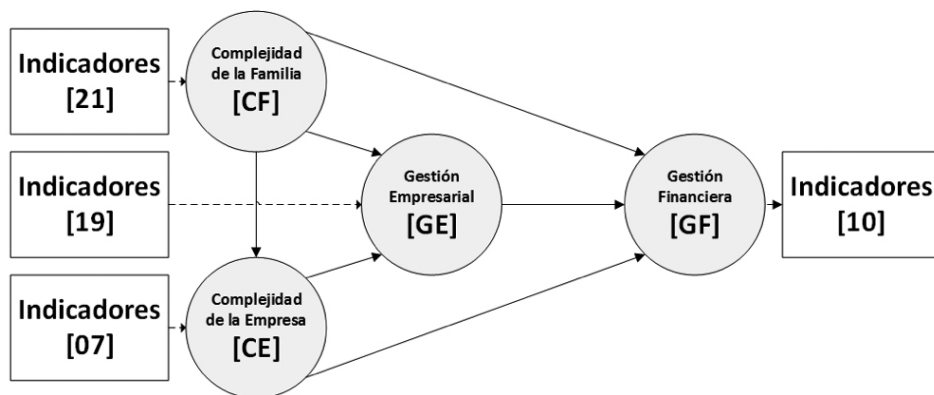 Indicadores
[21]
Complejidad
de la Familia
[CF]
Indicadores
[19]
Gestión
Empresarial
[GE]
Gestión
Financiera
[GF]
Indicadores
[10]
Indicadores
[07]
Complejidad
de la Empresa
[CE]